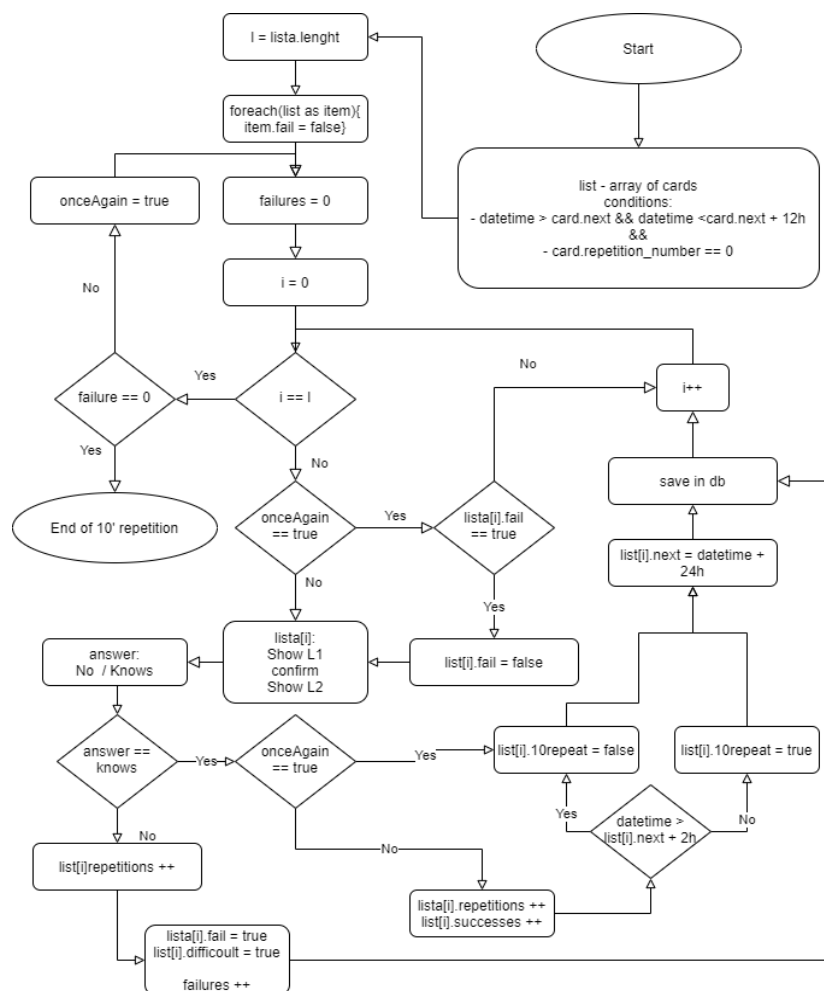 l = lista.lenght
Start
foreach(list as item){
item.fail = false}
list - array of cards
conditions:
- datetime > card.next && datetime <card.next + 12h
&&
- card.repetition_number == 0
onceAgain = true
failures = 0
No
i = 0
Yes
No
failure == 0
i == l
i++
Yes
No
save in db
End of 10' repetition
onceAgain
== true
Yes
lista[i].fail
== true
list[i].next = datetime +
24h
No
Yes
answer:
No / Knows
lista[i]:
Show L1
confirm
Show L2
list[i].fail = false
answer ==
knows
Yes
onceAgain
== true
Yes
list[i].10repeat = false
list[i].10repeat = true
Yes
datetime >
list[i].next + 2h
No
No
list[i]repetitions ++
No
lista[i].repetitions ++
list[i].successes ++
lista[i].fail = true
list[i].difficoult = true
failures ++